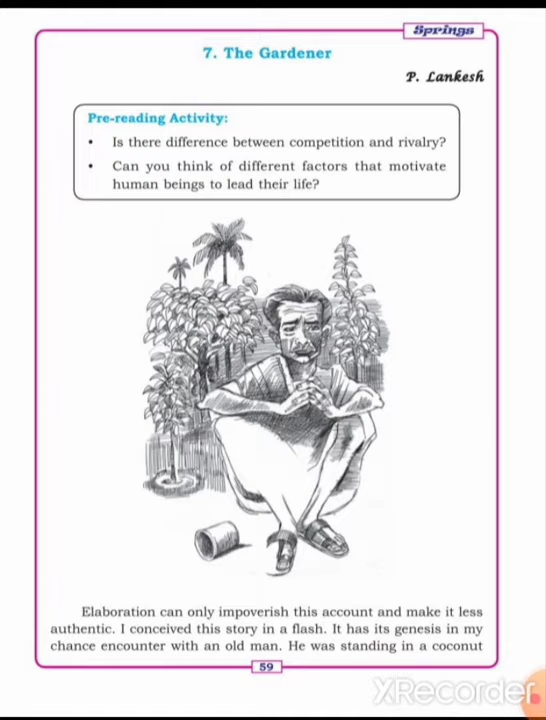 Springs
7. The Gardener
P. Lankesh
Pre-reading Activity:
• Is there difference between competition and rivalry?
• Can you think of different factors that motivate
human beings to lead their life?
Elaboration can only impoverish this account and make it less
authentic. I conceived this story in a flash. It has its genesis in my
chance encounter with an old man. He was standing in a coconut
59
XRecorder